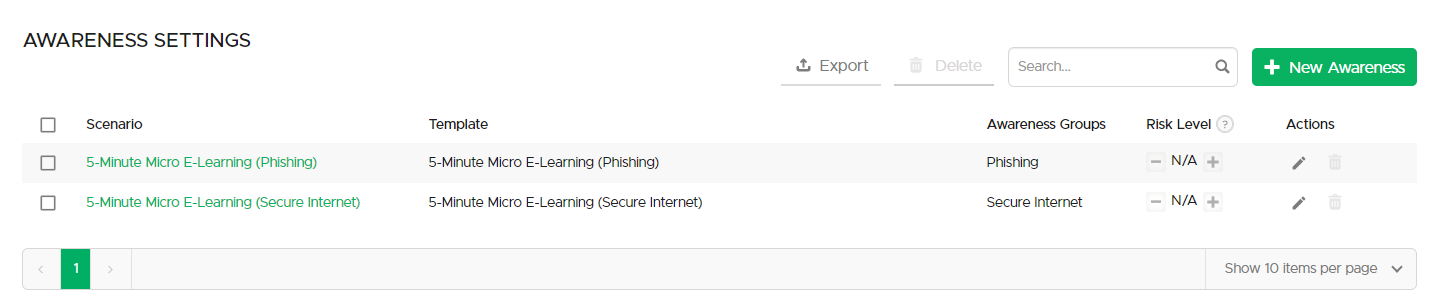 AWARENESS SETTINGS
Export Delete Search... New Awareness
Scenario Template Awareness Groups Risk Level ? Actions
5-Minute Micro E-Learning (Phishing) 5-Minute Micro E-Learning (Phishing) Phishing N/A
5-Minute Micro E-Learning (Secure Internet) 5-Minute Micro E-Learning (Secure Internet) Secure Internet N/A
1 Show 10 items per page